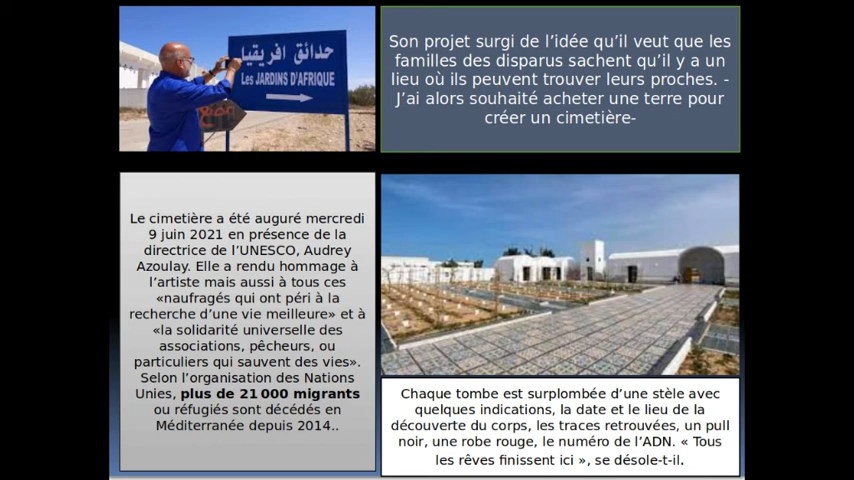 حدائق افريقيا
Les JARDINS D'AFRIQUE
Son projet surgi de l'idée qu'il veut que les
familles des disparus sachent qu'il y a un
lieu où ils peuvent trouver leurs proches. -
J'ai alors souhaité acheter une terre pour
créer un cimetière-
Le cimetière a été auguré mercredi
9 juin 2021 en présence de la
directrice de l'UNESCO, Audrey
Azoulay. Elle a rendu hommage à
l'artiste mais aussi à tous ces
«naufragés qui ont péri à la
recherche d'une vie meilleure» et à
«la solidarité universelle des
associations, pêcheurs, ou
particuliers qui sauvent des vies».
Selon l'organisation des Nations
Unies, plus de 21 000 migrants
ou réfugiés sont décédés en
Méditerranée depuis 2014..
Chaque tombe est surplombée d'une stèle avec
quelques indications, la date et le lieu de la
découverte du corps, les traces retrouvées, un pull
noir, une robe rouge, le numéro de l'ADN. « Tous
les rêves finissent ici », se désole-t-il.